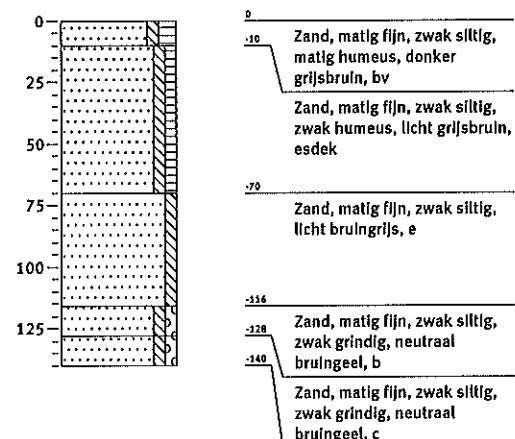 0
25
50
75
100
125
0
Zand, matig fijn, zwak siltig,
matig humeus, donker
grijsbruin, bv
-10
Zand, matig fijn, zwak siltig,
zwak humeus, licht grijsbruin,
esdek
-70
Zand, matig fijn, zwak siltig,
licht bruingrijs, e
-116
Zand, matig fijn, zwak siltig,
zwak grindig, neutraal
bruingeel, b
-128
Zand, matig fijn, zwak siltig,
zwak grindig, neutraal
bruingeel, c
-140